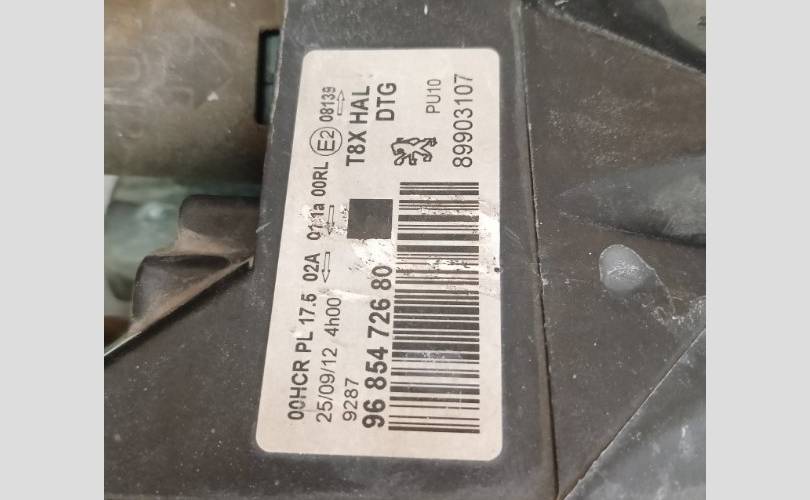 00HCR PL 17.5 02A 01 1a 00RL E2 08139
25/09/12 4h00 T8X HAL
9287 DTG
96 854 726 80
PU10
89903107